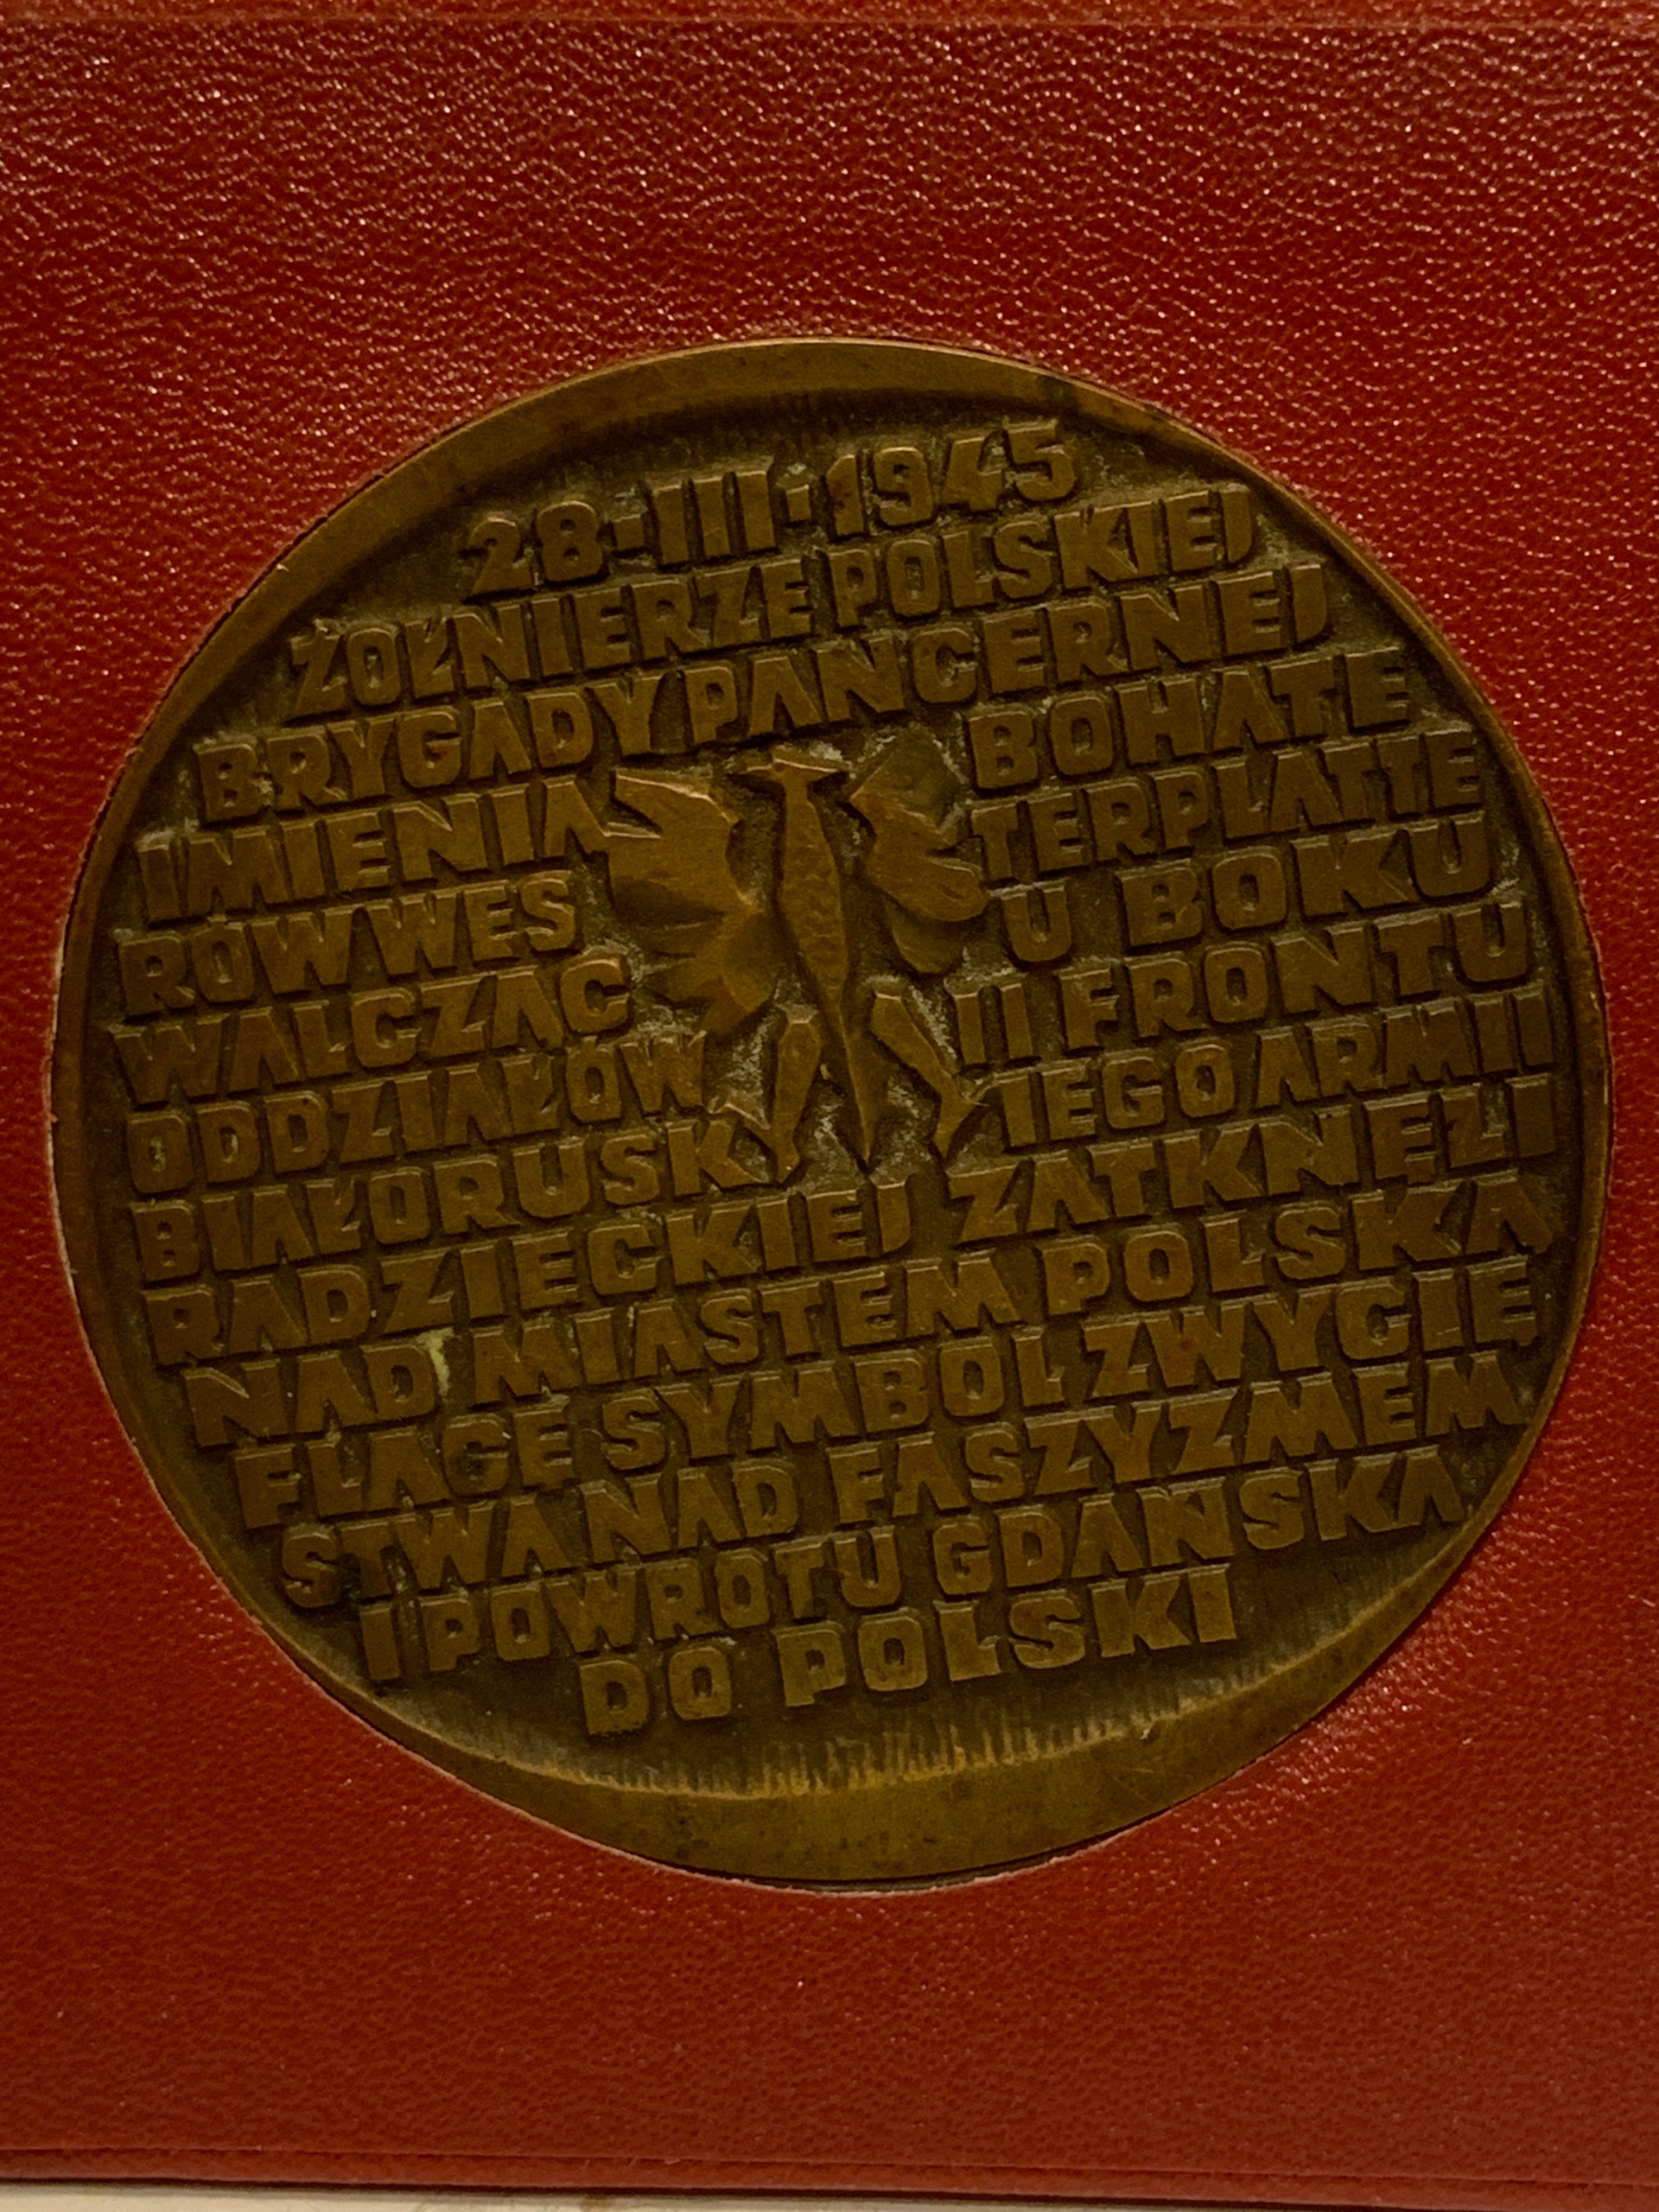 28·III·1945
ŻOŁNIERZE POLSKIEJ
BRYGADY PANCERNEJ
IMIENIA BOHATE
RÓW WES TERPLATTE
WALCZĄC U BOKU
ODDZIAŁÓW II FRONTU
BIAŁORUSK IEGO ARMII
RADZIECKIEJ ZATKNĘLI
NAD MIASTEM POLSKĄ
FLAGĘ SYMBOL ZWYCIĘ
STWA NAD FASZYZMEM
I POWROTU GDAŃSKA
DO POLSKI